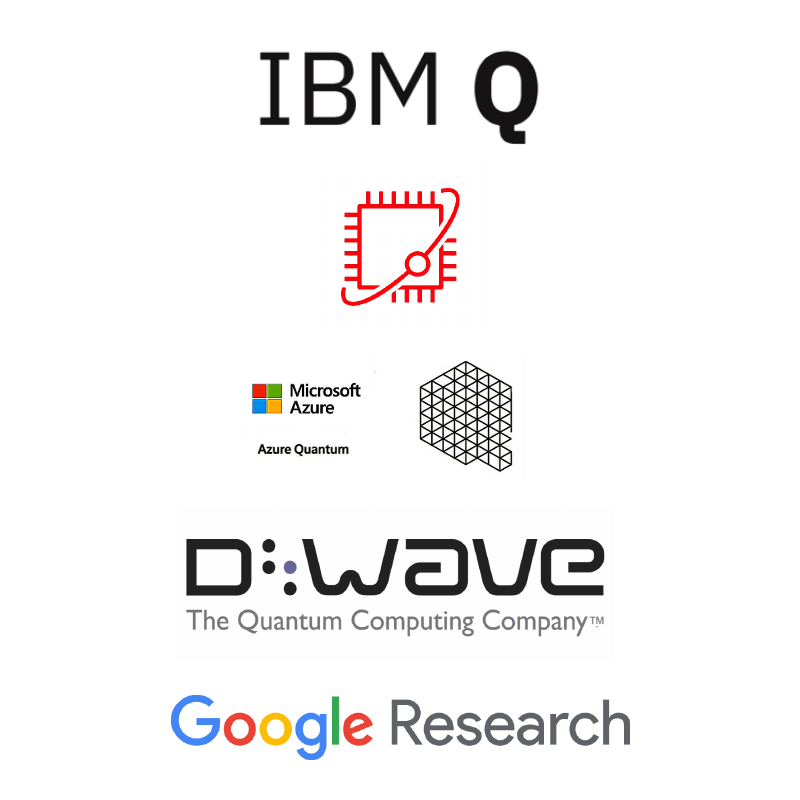 IBM Q
Microsoft
Azure
Azure Quantum
D:wave
The Quantum Computing Company™
Google Research